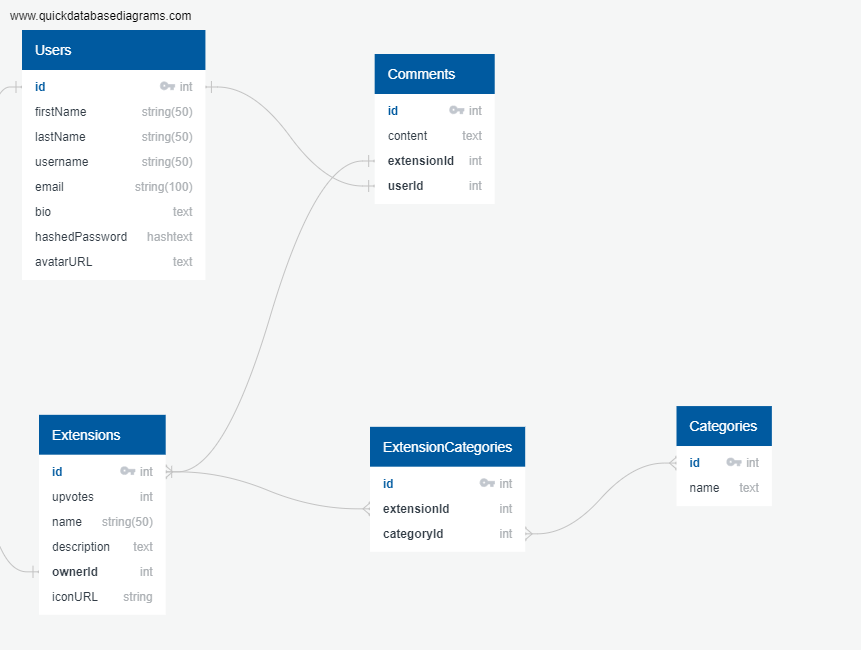 www.quickdatabasediagrams.com
Users
id int
firstName string(50)
lastName string(50)
username string(50)
email string(100)
bio text
hashedPassword hashtext
avatarURL text
Comments
id int
content text
extensionId int
userId int
Extensions
id int
upvotes int
name string(50)
description text
ownerId int
iconURL string
ExtensionCategories
id int
extensionId int
categoryId int
Categories
id int
name text